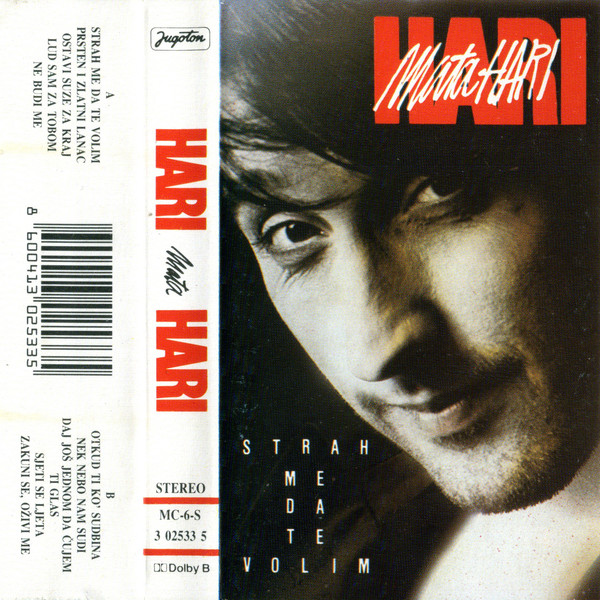 A
STRAH ME DA TE VOLIM
PRSTEN I ZLATNI LANAC
OSTAVI SUZE ZA KRAJ
LUD SAM ZA TOBOM
NE BUDI ME
8 600413 025335
B
OTKUD TI KO' SUDBINA
NEK NEBO NAM SUDI
DAJ JOŠ JEDNOM DA ČUJEM
TI GLAS
SJETI SE LJETA
ZAKUNI SE, OŽIVI ME
Jugoton
HARI Mata HARI
STEREO
MC-6-S
3 02533 5
Dolby B
HARI
Mata HARI
STRAH
ME
DA
TE
VOLIM